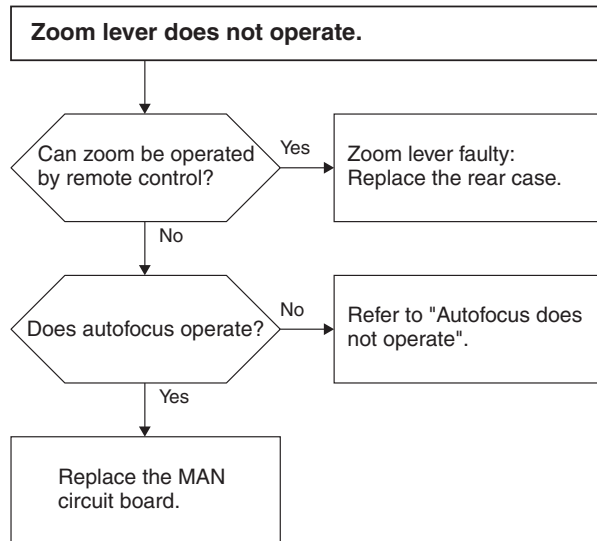 Zoom lever does not operate.
Can zoom be operated
by remote control?
Yes
Zoom lever faulty:
Replace the rear case.
No
Does autofocus operate?
No
Refer to "Autofocus does
not operate".
Yes
Replace the MAN
circuit board.